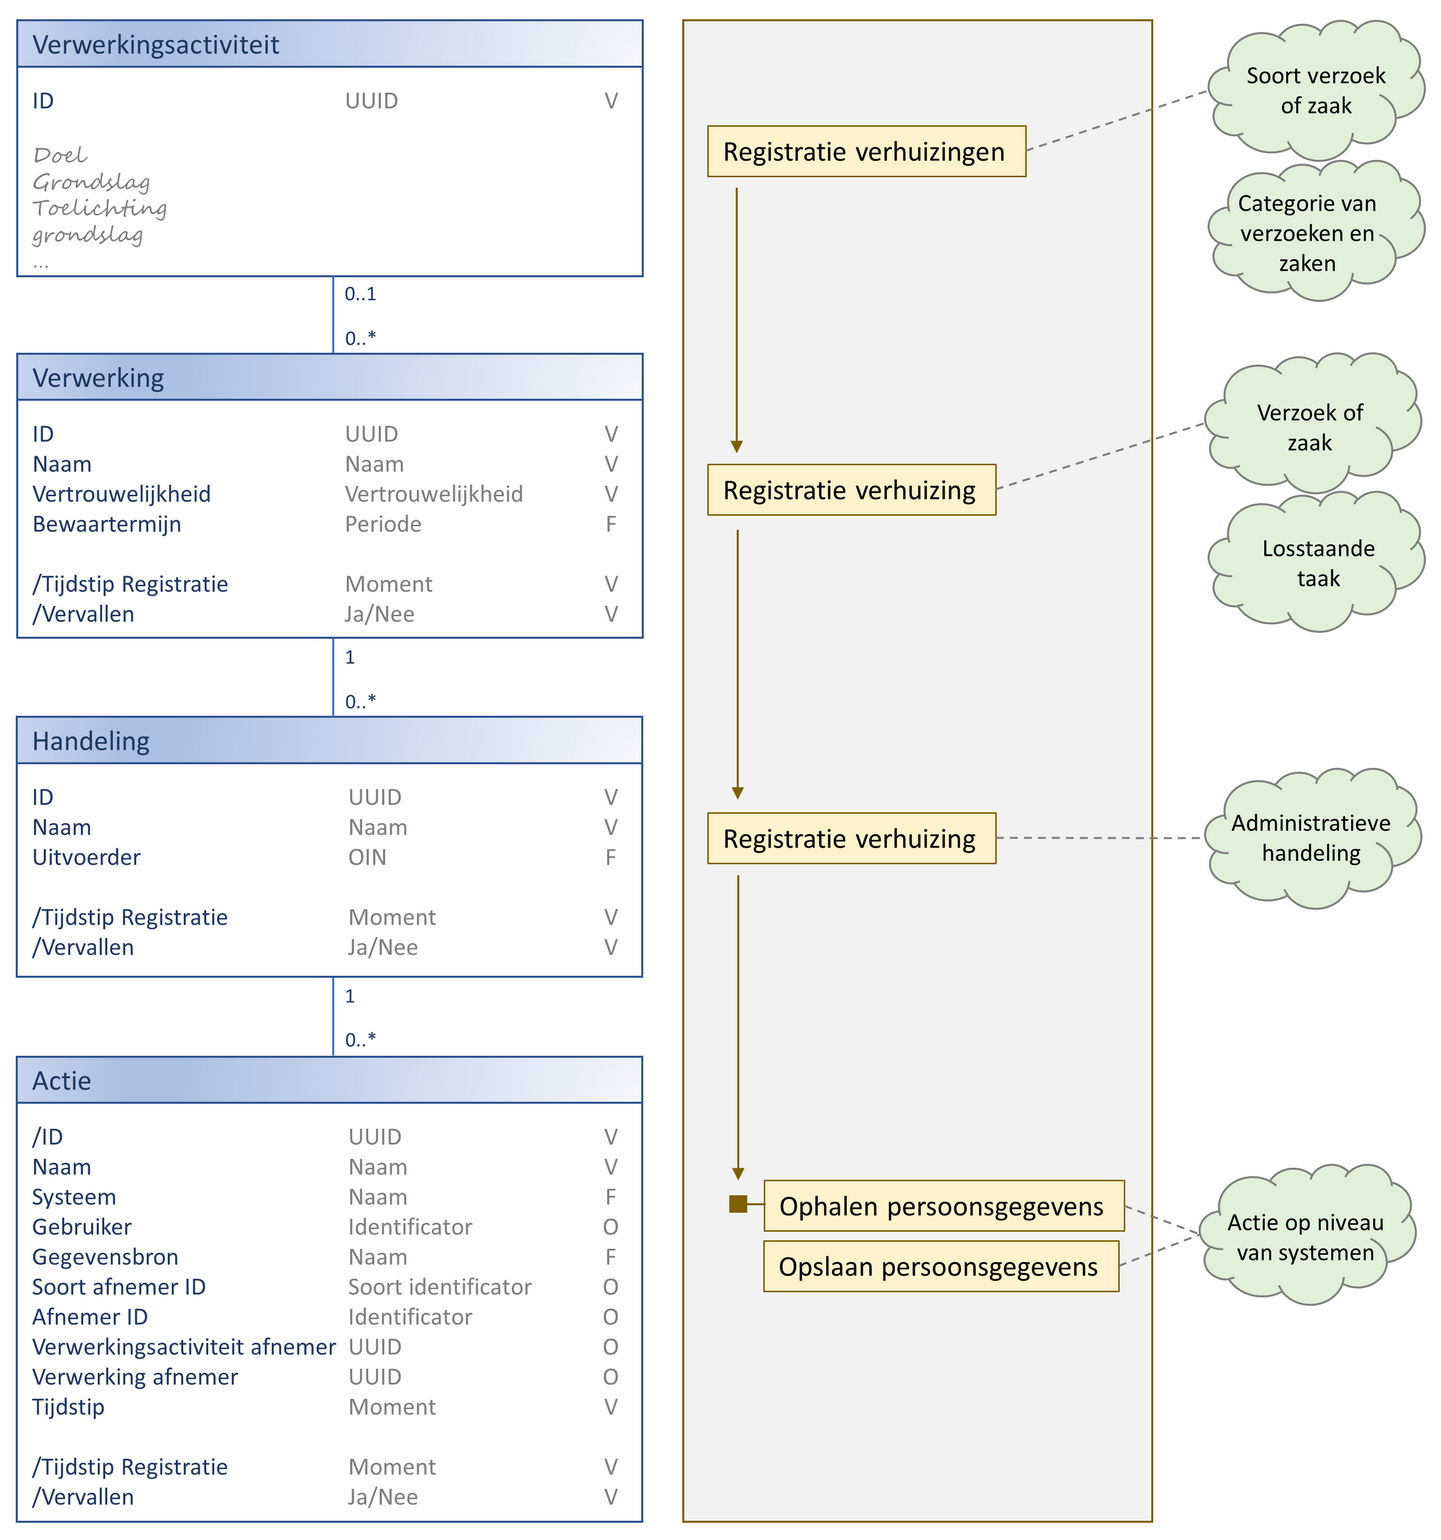 Verwerkingsactiviteit
ID UUID V
Doel
Grondslag
Toelichting
grondslag
...
0..1
0..*
Verwerking
ID UUID V
Naam Naam V
Vertrouwelijkheid Vertrouwelijkheid V
Bewaartermijn Periode F
/Tijdstip Registratie Moment V
/Vervallen Ja/Nee V
1
0..*
Handeling
ID UUID V
Naam Naam V
Uitvoerder OIN F
/Tijdstip Registratie Moment V
/Vervallen Ja/Nee V
1
0..*
Actie
/ID UUID V
Naam Naam V
Systeem Naam F
Gebruiker Identificator O
Gegevensbron Naam F
Soort afnemer ID Soort identificator O
Afnemer ID Identificator O
Verwerkingsactiviteit afnemer UUID O
Verwerking afnemer UUID O
Tijdstip Moment V
/Tijdstip Registratie Moment V
/Vervallen Ja/Nee V
Registratie verhuizingen
Registratie verhuizing
Registratie verhuizing
Ophalen persoonsgegevens
Opslaan persoonsgegevens
Soort verzoek
of zaak
Categorie van
verzoeken en
zaken
Verzoek of
zaak
Losstaande
taak
Administratieve
handeling
Actie op niveau
van systemen